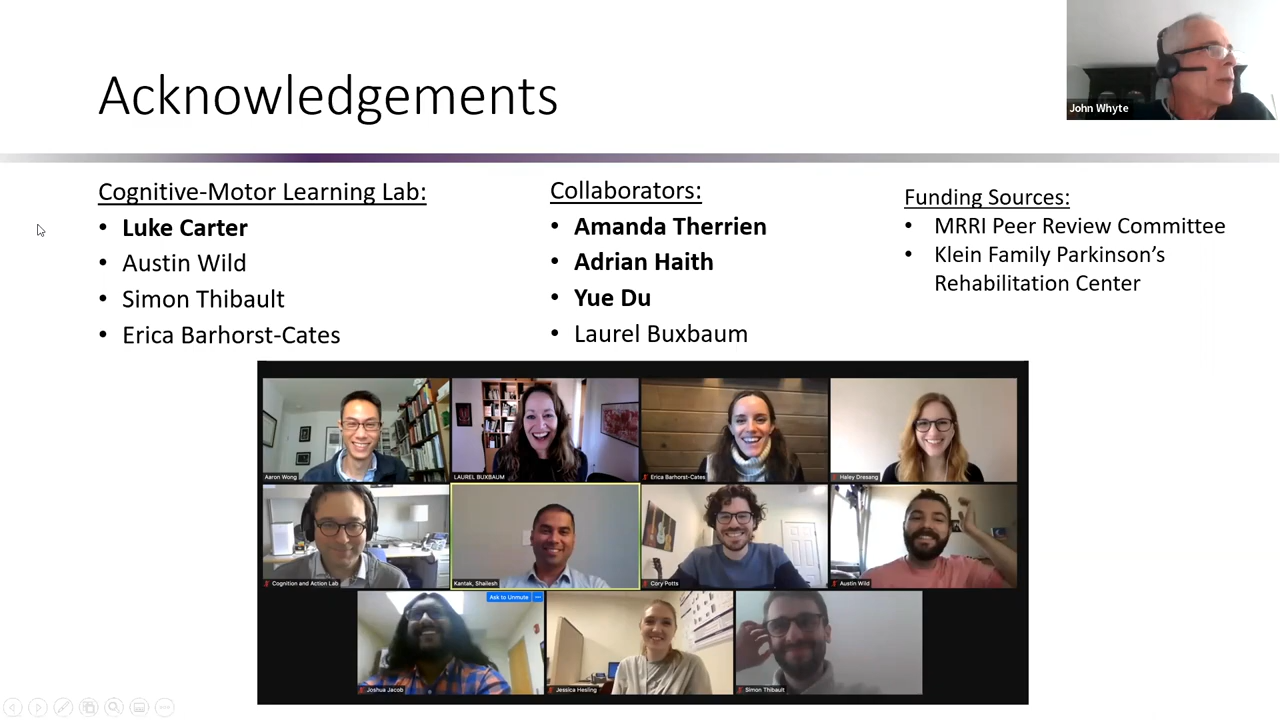 Acknowledgements
John Whyte
Cognitive-Motor Learning Lab:
• Luke Carter
• Austin Wild
• Simon Thibault
• Erica Barhorst-Cates
Collaborators:
• Amanda Therrien
• Adrian Haith
• Yue Du
• Laurel Buxbaum
Funding Sources:
• MRRI Peer Review Committee
• Klein Family Parkinson’s
Rehabilitation Center
Aaron Wong
LAUREL BUXBAUM
Erica Barhorst-Cates
Haley Dresang
Cognition and Action Lab
Kantak, Shailesh
Cory Potts
Austin Wild
Ask to Unmute
Joshua Jacob
Jessica Hesling
Simon Thibault